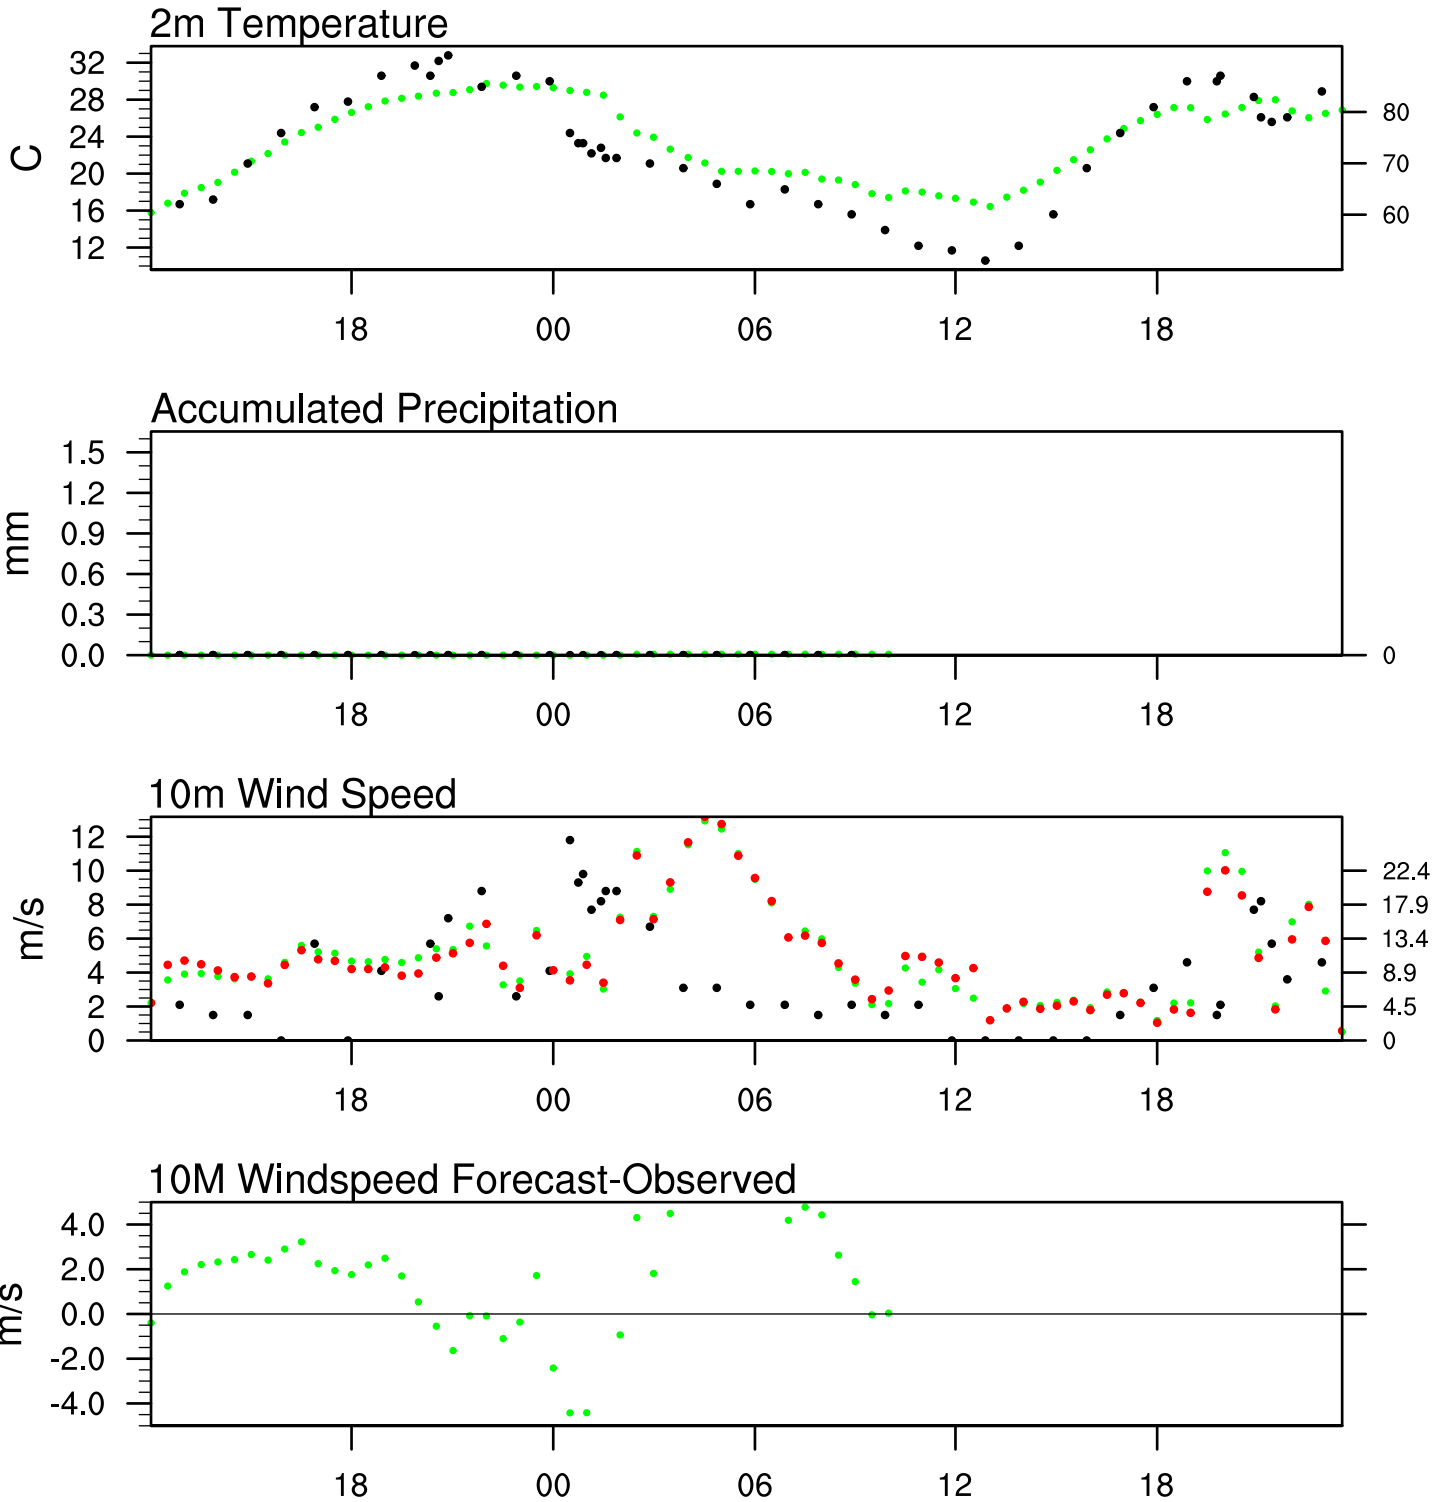 2m Temperature
32
28
24
20
16
12
C
80
70
60
18 00 06 12 18
Accumulated Precipitation
1.5
1.2
0.9
0.6
0.3
0.0
mm
0
18 00 06 12 18
10m Wind Speed
12
10
8
6
4
2
0
m/s
22.4
17.9
13.4
8.9
4.5
0
18 00 06 12 18
10M Windspeed Forecast-Observed
4.0
2.0
0.0
-2.0
-4.0
m/s
18 00 06 12 18